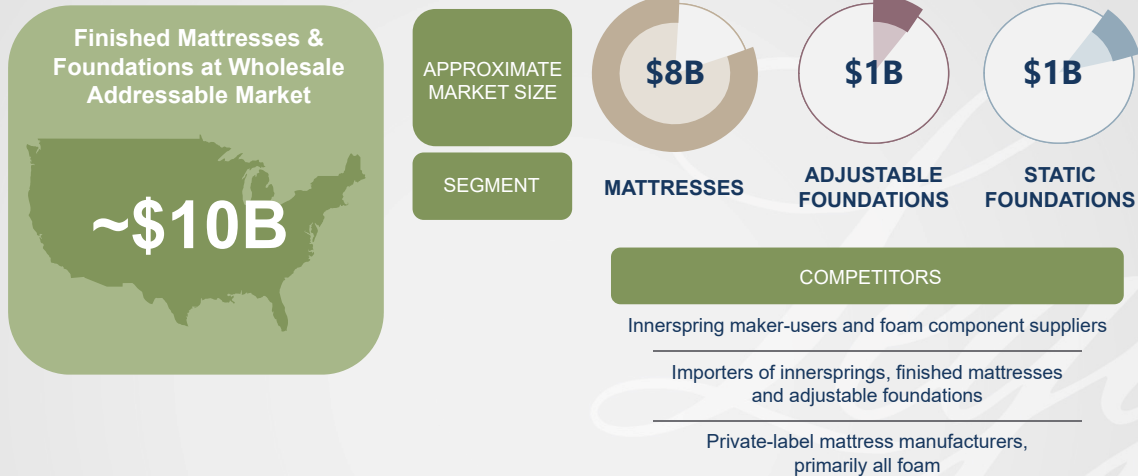 Finished Mattresses &
Foundations at Wholesale
Addressable Market
~$10B
APPROXIMATE
MARKET SIZE
$8B
$1B
$1B
SEGMENT
MATTRESSES
ADJUSTABLE
FOUNDATIONS
STATIC
FOUNDATIONS
COMPETITORS
Innerspring maker-users and foam component suppliers
Importers of innersprings, finished mattresses
and adjustable foundations
Private-label mattress manufacturers,
primarily all foam